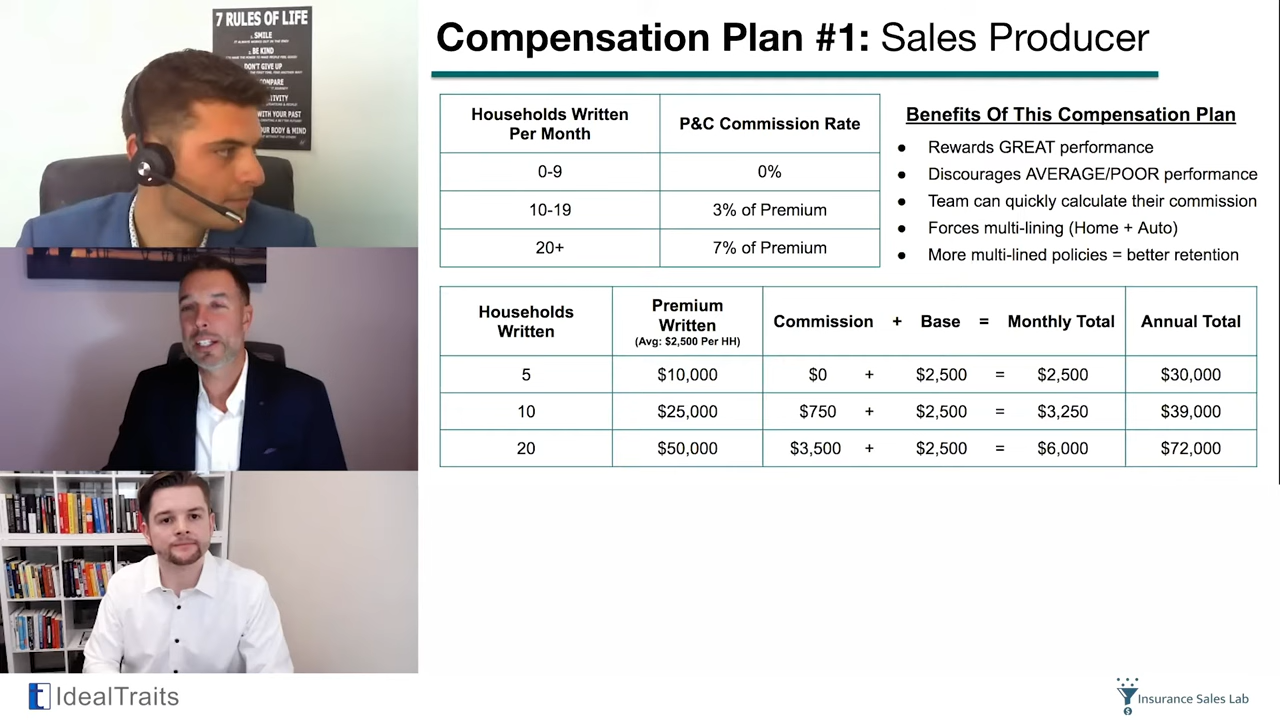 7 RULES OF LIFE
1. SMILE
2. BE KIND
DON'T GIVE UP
COMPARE
TIVITY
WITH YOUR PAST
OUR BODY & MIND
Compensation Plan #1: Sales Producer
Households Written
Per Month
P&C Commission Rate
0-9
0%
10-19
3% of Premium
20+
7% of Premium
Benefits Of This Compensation Plan
● Rewards GREAT performance
● Discourages AVERAGE/POOR performance
● Team can quickly calculate their commission
● Forces multi-lining (Home + Auto)
● More multi-lined policies = better retention
Households
Written
Premium
Written
(Avg: $2,500 Per HH)
Commission + Base = Monthly Total
Annual Total
5 $10,000 $0 + $2,500 = $2,500 $30,000
10 $25,000 $750 + $2,500 = $3,250 $39,000
20 $50,000 $3,500 + $2,500 = $6,000 $72,000
t IdealTraits
Insurance Sales Lab